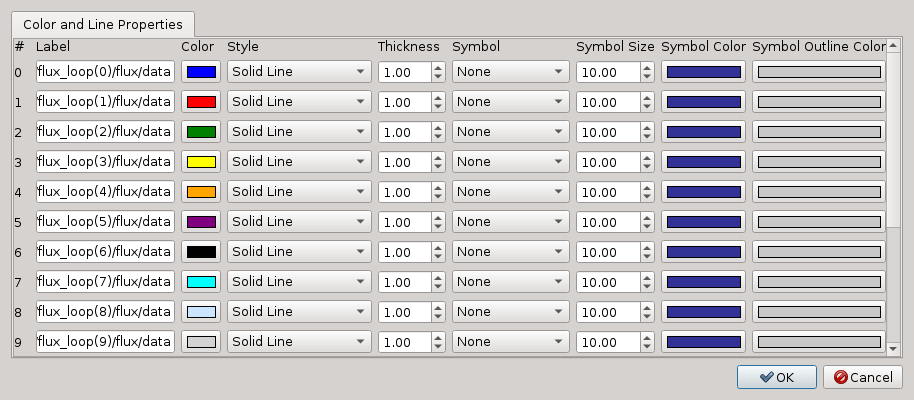 Color and Line Properties
# Label Color Style Thickness Symbol Symbol Size Symbol Color Symbol Outline Color
0 flux_loop(0)/flux/data Solid Line 1.00 None 10.00
1 flux_loop(1)/flux/data Solid Line 1.00 None 10.00
2 flux_loop(2)/flux/data Solid Line 1.00 None 10.00
3 flux_loop(3)/flux/data Solid Line 1.00 None 10.00
4 flux_loop(4)/flux/data Solid Line 1.00 None 10.00
5 flux_loop(5)/flux/data Solid Line 1.00 None 10.00
6 flux_loop(6)/flux/data Solid Line 1.00 None 10.00
7 flux_loop(7)/flux/data Solid Line 1.00 None 10.00
8 flux_loop(8)/flux/data Solid Line 1.00 None 10.00
9 flux_loop(9)/flux/data Solid Line 1.00 None 10.00
OK Cancel